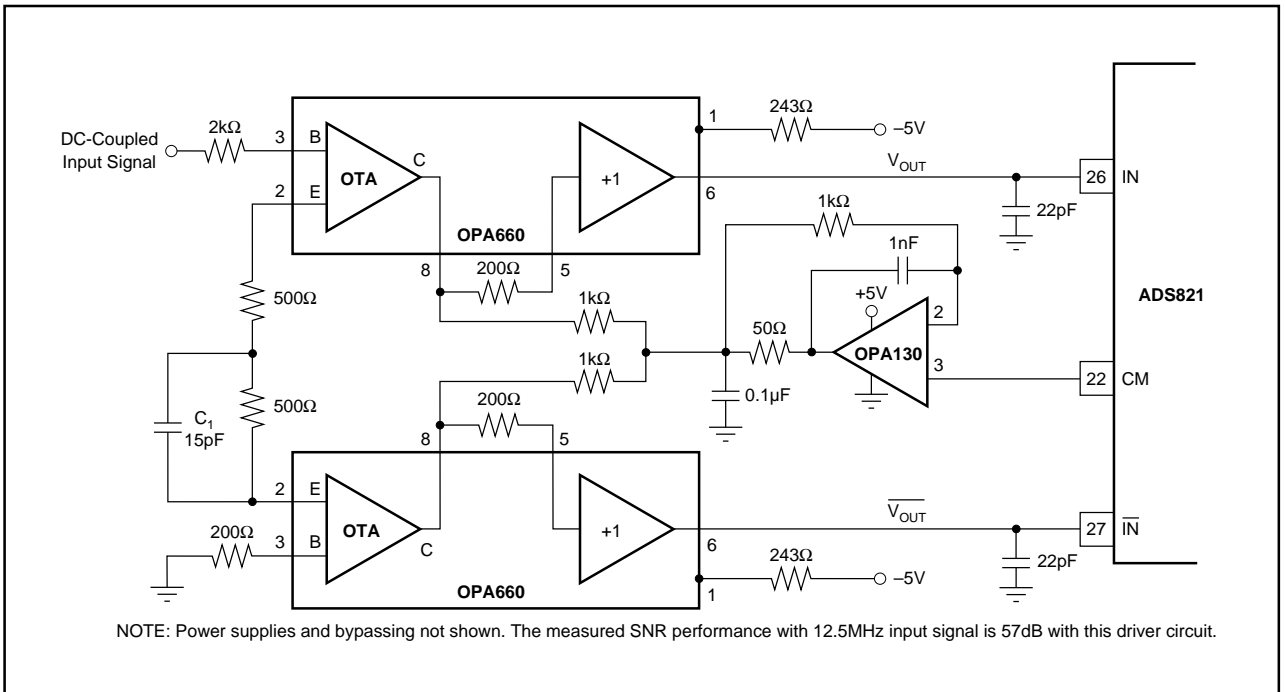 DC-Coupled
Input Signal
2kΩ
3
B
2
E
OTA
C
+1
OPA660
8
5
200Ω
1
243Ω
–5V
6
VOUT
26
IN
22pF
1kΩ
1nF
+5V
2
OPA130
3
50Ω
0.1µF
22
CM
ADS821
500Ω
500Ω
C1
15pF
1kΩ
1kΩ
8
200Ω
5
2
E
200Ω
3
B
OTA
C
+1
OPA660
6
VOUT
27
IN
22pF
243Ω
–5V
1
NOTE: Power supplies and bypassing not shown. The measured SNR performance with 12.5MHz input signal is 57dB with this driver circuit.